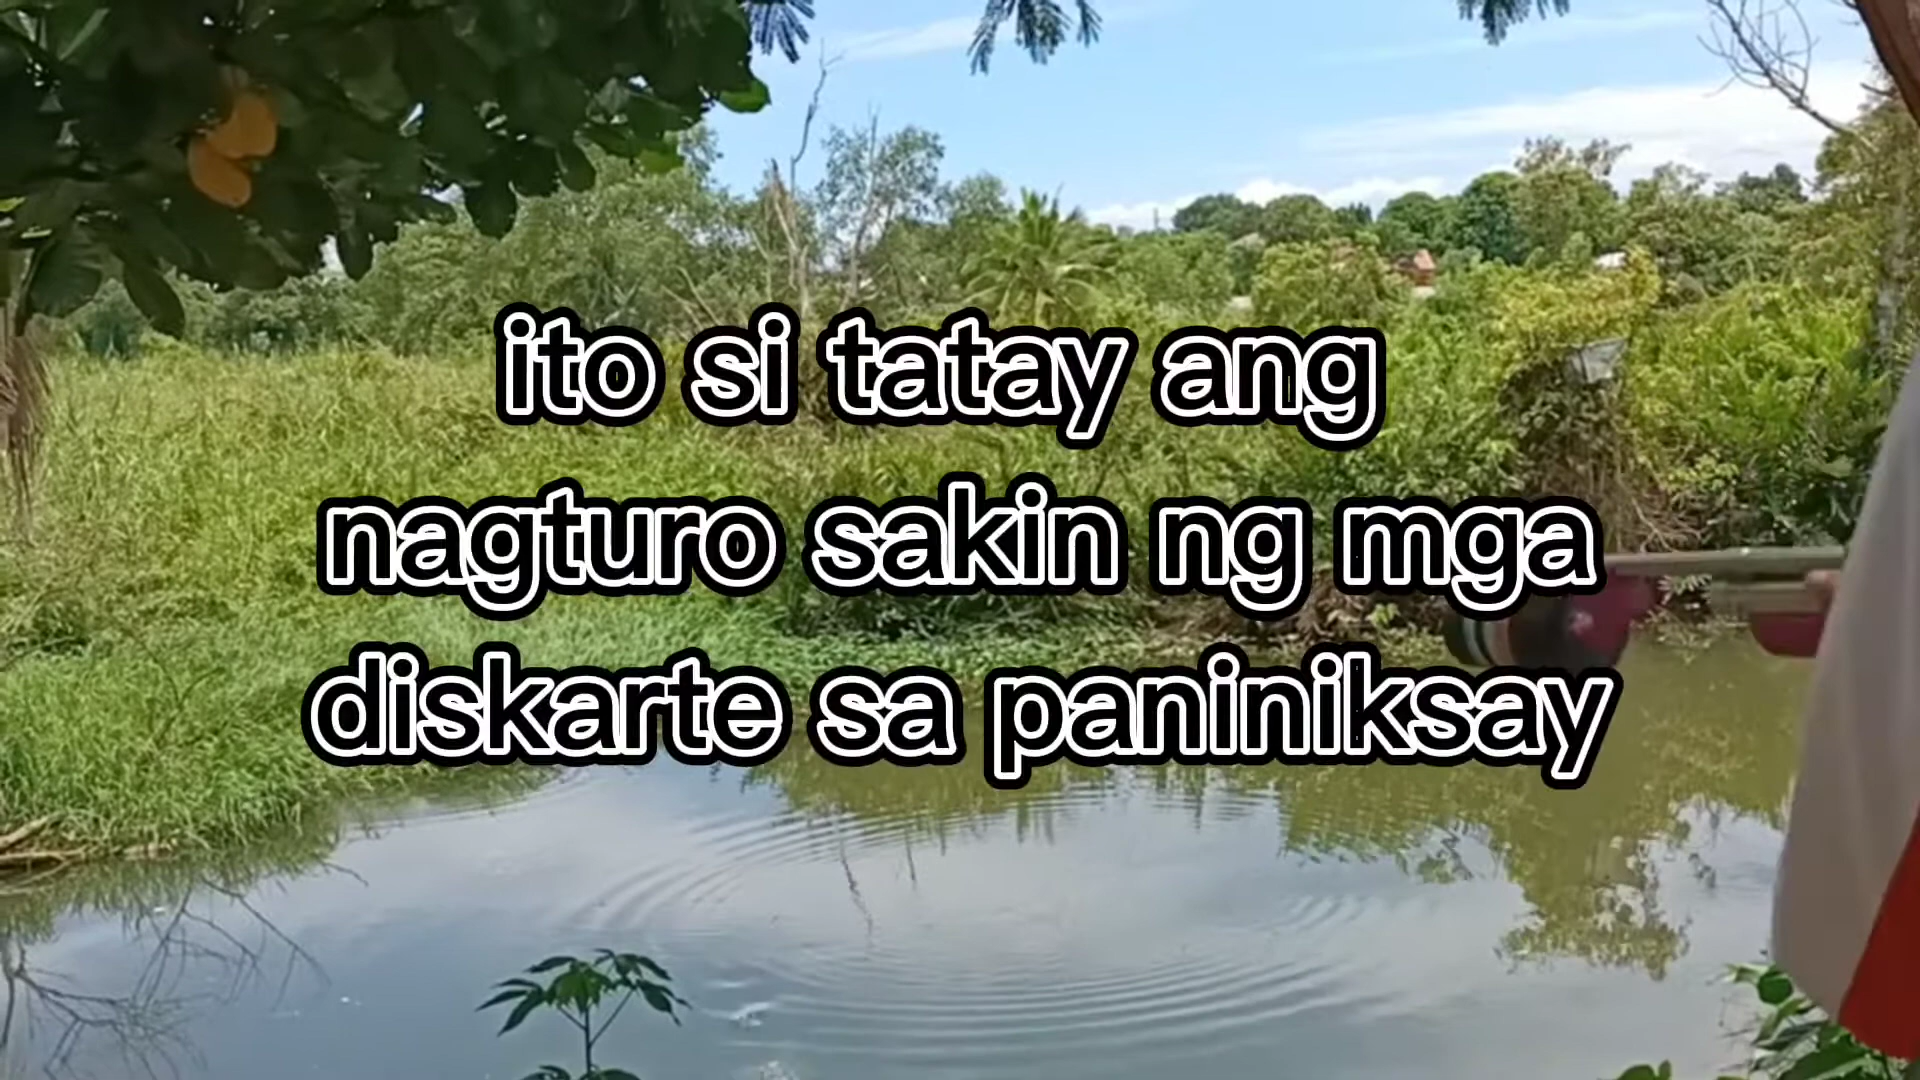 ito si tatay ang
nagturo sakin ng mga
diskarte sa paniniksay